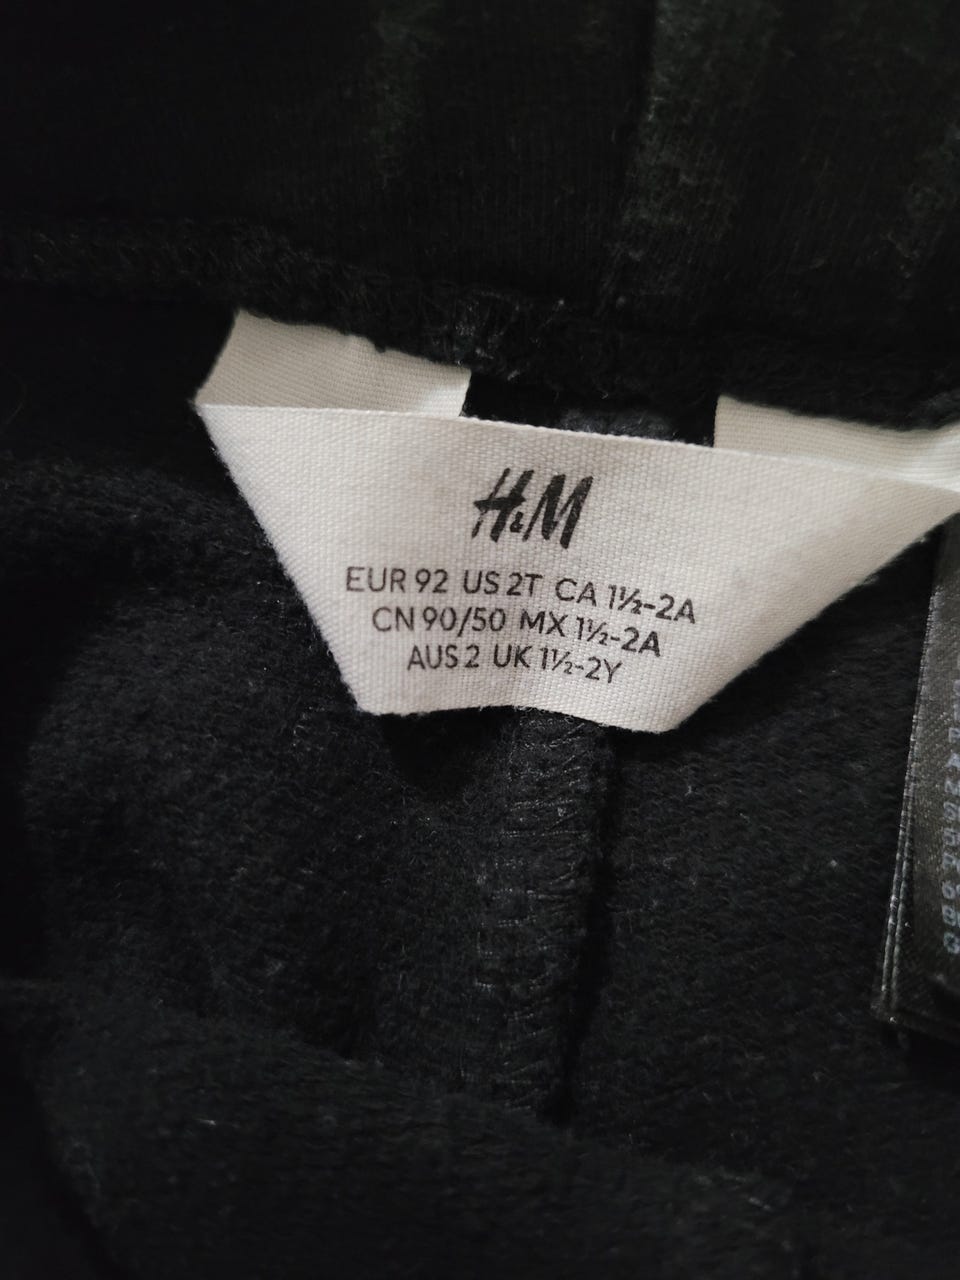 H&M
EUR 92 US 2T CA 1½-2A
CN 90/50 MX 1½-2A
AUS 2 UK 1½-2Y